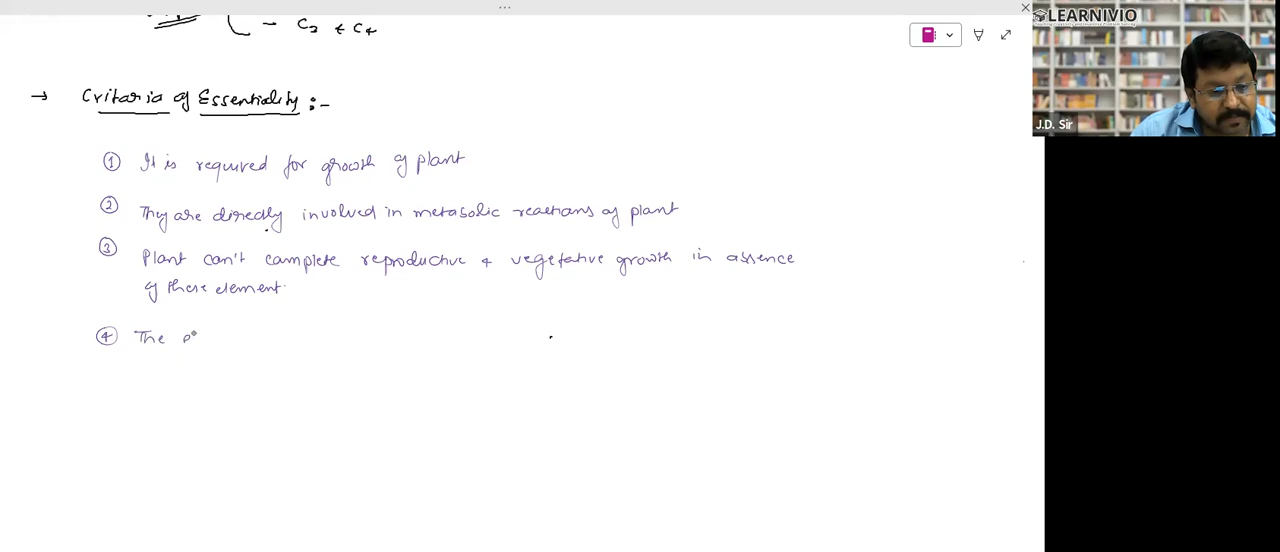 - C3 & C4
LEARNIVIO
→ Criteria of Essentiality :-
J.D. Sir
① It is required for growth of plant
② They are directly involved in metabolic reactions of plant
③ Plant can't complete reproductive & vegetative growth in absence
of these element.
④ The